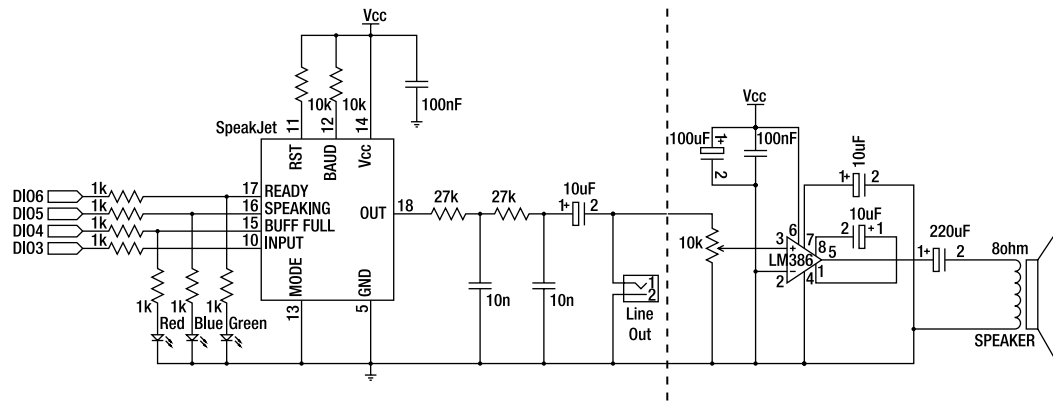 Vcc
10k
10k
100nF
SpeakJet
11
12
14
RST
BAUD
Vcc
DIO6
1k
17
READY
DIO5
1k
16
SPEAKING
DIO4
1k
15
BUFF FULL
DIO3
1k
10
INPUT
OUT
18
MODE
GND
13
5
1k
1k
1k
Red
Blue
Green
27k
27k
10uF
1+
2
10n
10n
1
2
Line
Out
Vcc
100uF
1+
2
100nF
10k
3
6
7
8
5
+
LM386
−
2
4
1
10uF
1+
2
10uF
2
+1
220uF
1+
2
8ohm
SPEAKER